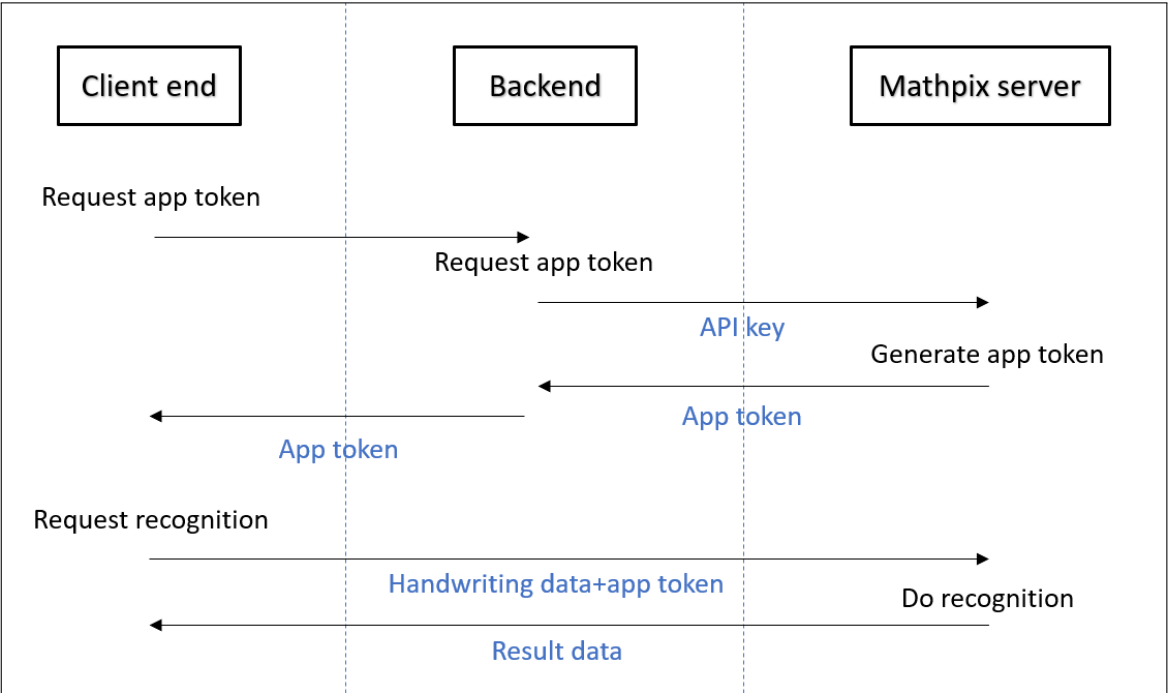 Client end
Backend
Mathpix server
Request app token
Request app token
API key
Generate app token
App token
App token
Request recognition
Handwriting data+app token
Do recognition
Result data